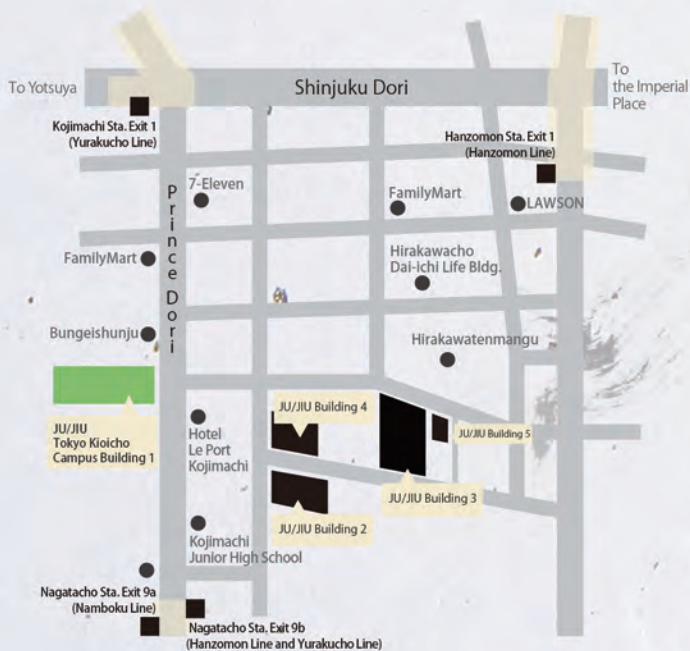 To Yotsuya
Shinjuku Dori
To
the Imperial
Place
Kojimachi Sta. Exit 1
(Yurakucho Line)
Hanzomon Sta. Exit 1
(Hanzomon Line)
Prince Dori
7-Eleven
FamilyMart
LAWSON
FamilyMart
Hirakawacho
Dai-ichi Life Bldg.
Bungeishunju
Hirakawatenmangu
JU/JIU
Tokyo Kioicho
Campus Building 1
Hotel
Le Port
Kojimachi
JU/JIU Building 4
JU/JIU Building 5
JU/JIU Building 3
JU/JIU Building 2
Kojimachi
Junior High School
Nagatacho Sta. Exit 9a
(Namboku Line)
Nagatacho Sta. Exit 9b
(Hanzomon Line and Yurakucho Line)